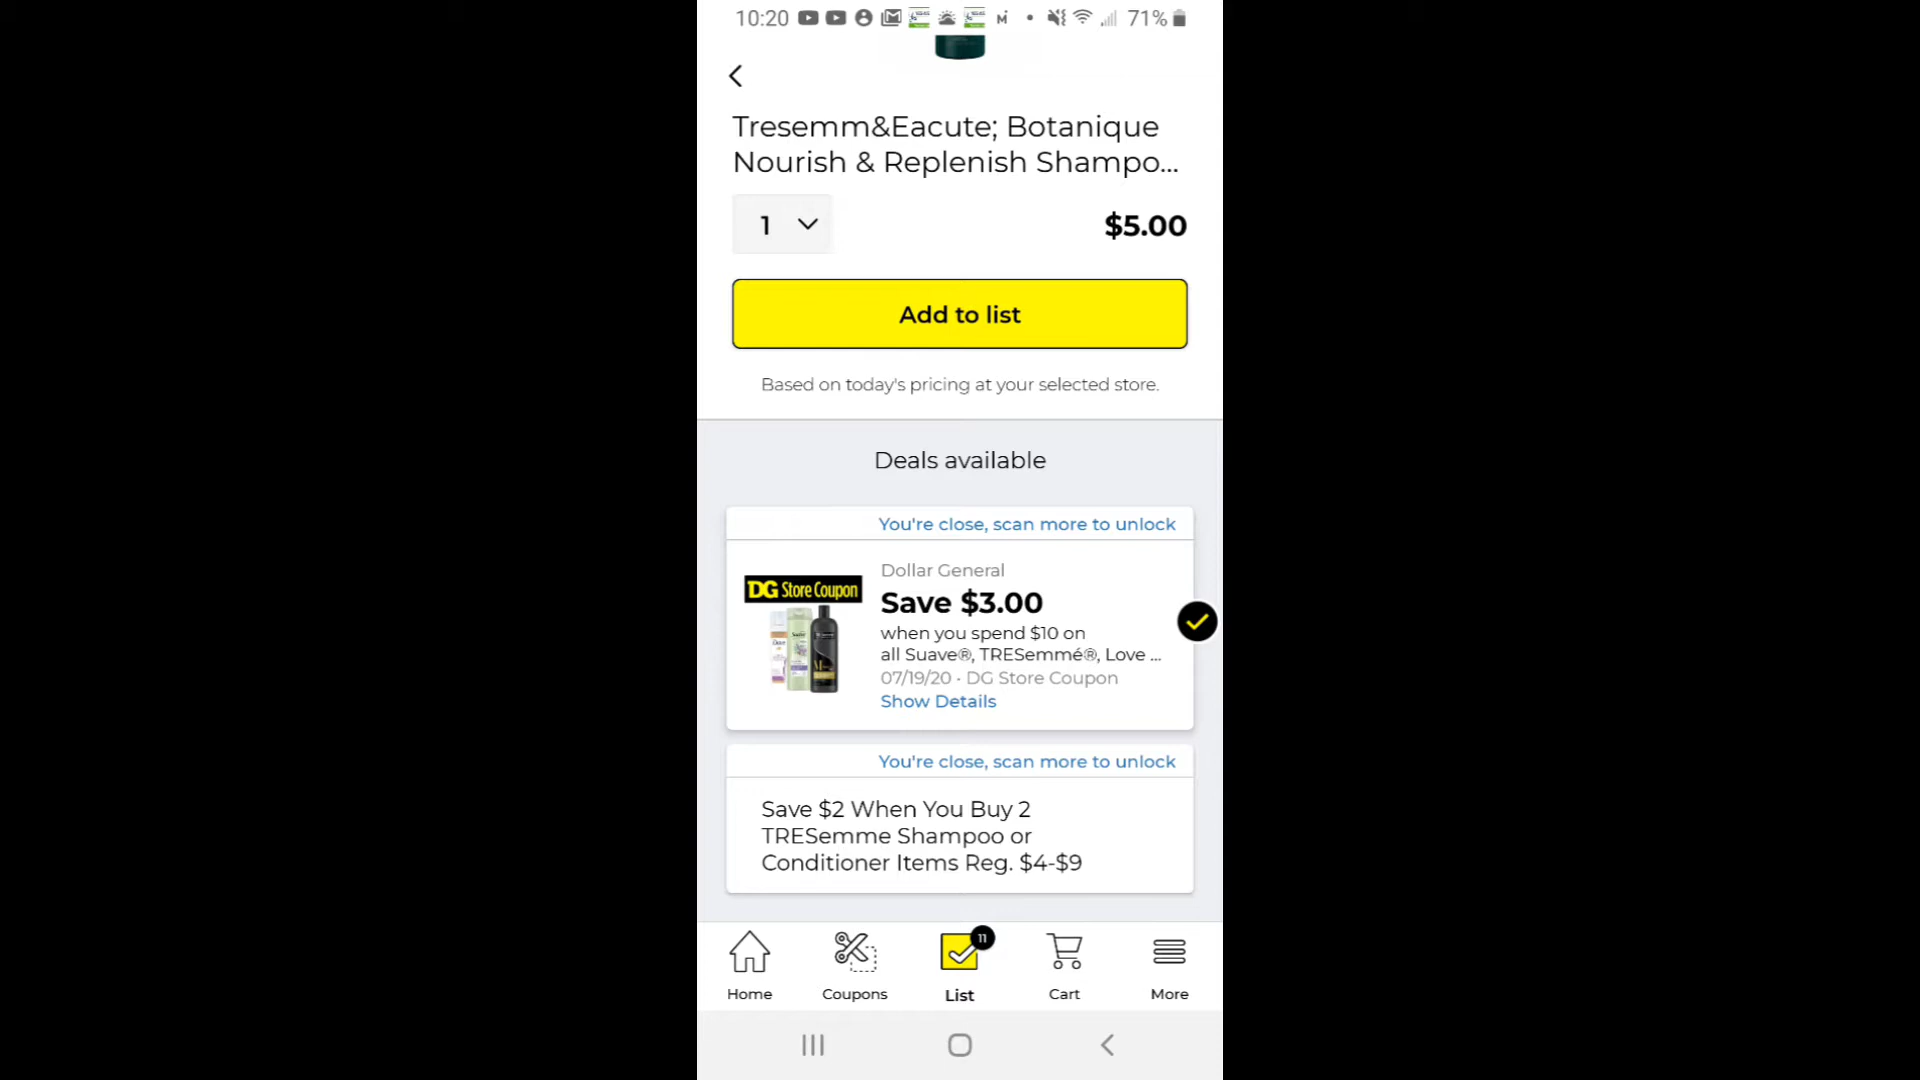 10:20 71%
Tresemm&Eacute; Botanique
Nourish & Replenish Shampo...
1 $5.00
Add to list
Based on today's pricing at your selected store.
Deals available
You're close, scan more to unlock
DG Store Coupon
Dollar General
Save $3.00
when you spend $10 on
all Suave®, TRESemmé®, Love ...
07/19/20 · DG Store Coupon
Show Details
You're close, scan more to unlock
Save $2 When You Buy 2
TRESemme Shampoo or
Conditioner Items Reg. $4-$9
11
Home Coupons List Cart More